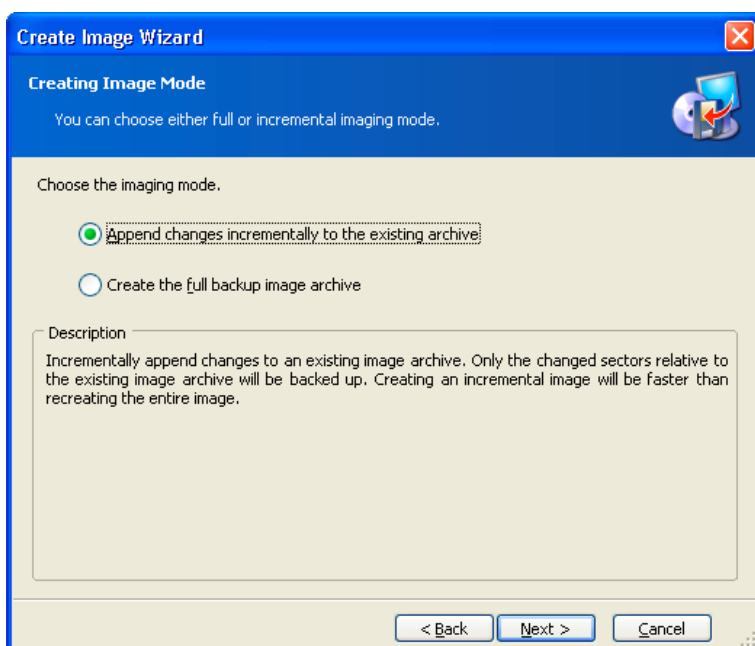 Create Image Wizard
Creating Image Mode
You can choose either full or incremental imaging mode.
Choose the imaging mode.
Append changes incrementally to the existing archive
Create the full backup image archive
Description
Incrementally append changes to an existing image archive. Only the changed sectors relative to
the existing image archive will be backed up. Creating an incremental image will be faster than
recreating the entire image.
< Back
Next >
Cancel